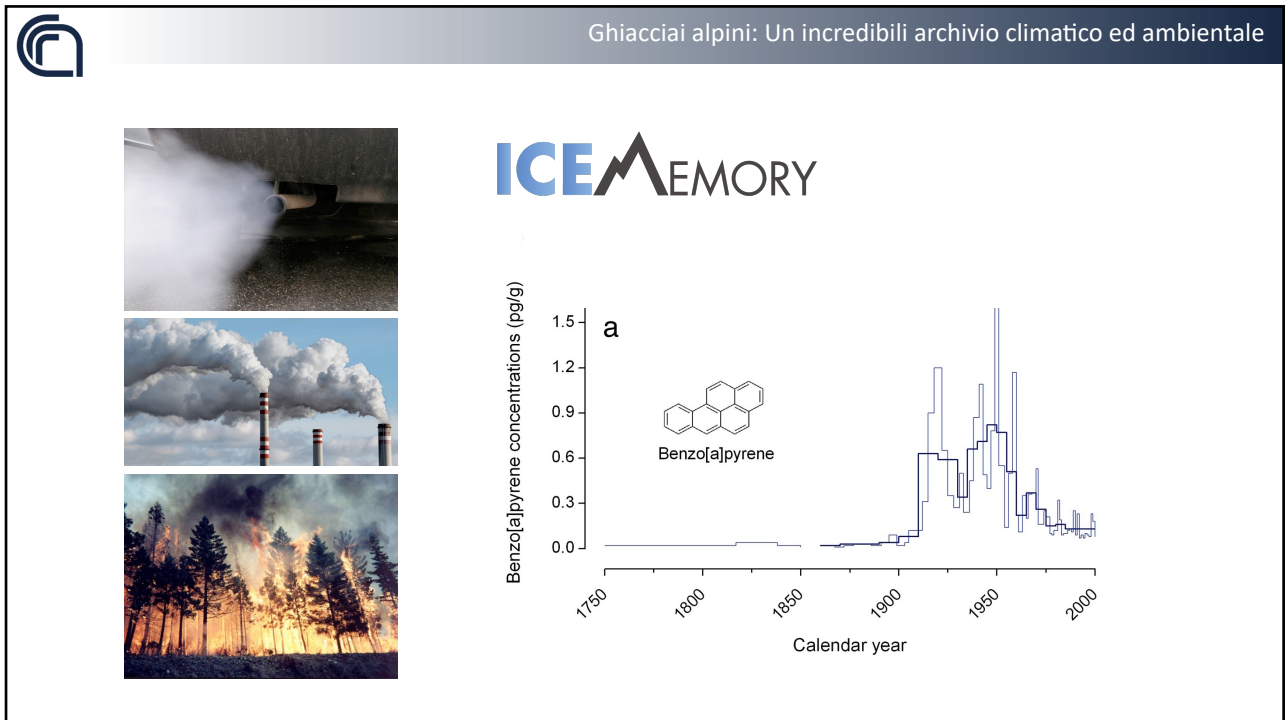 Ghiacciai alpini: Un incredibili archivio climatico ed ambientale
ICEMEMORY
Benzo[a]pyrene concentrations (pg/g)
1.5
1.2
0.9
0.6
0.3
0.0
a
Benzo[a]pyrene
1750
1800
1850
1900
1950
2000
Calendar year